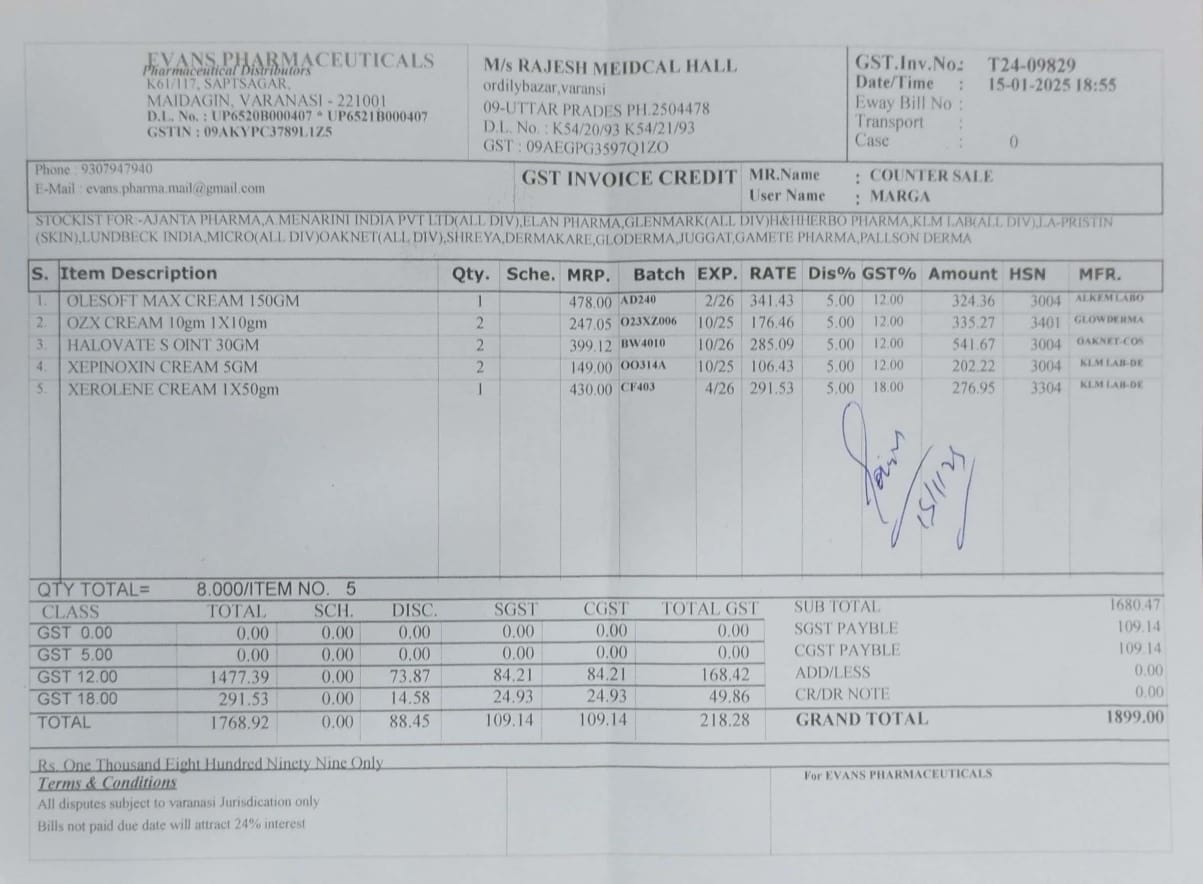 EVANS PHARMACEUTICALS
Pharmaceutical Distributors
K61/117, SAPTSAGAR,
MAIDAGIN, VARANASI - 221001
D.L. No. : UP6520B000407 * UP6521B000407
GSTIN : 09AKYPC3789L1Z5
M/s RAJESH MEIDCAL HALL
ordilybazar,varansi
09-UTTAR PRADES PH.2504478
D.L. No. : K54/20/93 K54/21/93
GST : 09AEGPG3597Q1ZO
GST.Inv.No.: T24-09829
Date/Time : 15-01-2025 18:55
Eway Bill No :
Transport :
Case : 0
Phone : 9307947940
E-Mail : evans.pharma.mail@gmail.com
GST INVOICE CREDIT
MR.Name : COUNTER SALE
User Name : MARGA
STOCKIST FOR -AJANTA PHARMA,A.MENARINI INDIA PVT LTD(ALL DIV),ELAN PHARMA,GLENMARK(ALL DIV)H&HHERBO PHARMA,KLM LAB(ALL DIV),LA-PRISTIN
(SKIN),LUNDBECK INDIA,MICRO(ALL DIV)OAKNET(ALL DIV),SHREYA,DERMAKARE,GLODERMA,JUGGAT,GAMETE PHARMA,PALLSON DERMA
S. Item Description Qty. Sche. MRP. Batch EXP. RATE Dis% GST% Amount HSN MFR.
1. OLESOFT MAX CREAM 150GM 1 478.00 AD240 2/26 341.43 5.00 12.00 324.36 3004 ALKEM LABO
2. OZX CREAM 10gm 1X10gm 2 247.05 O23XZ006 10/25 176.46 5.00 12.00 335.27 3401 GLOWDERMA
3. HALOVATE S OINT 30GM 2 399.12 BW4010 10/26 285.09 5.00 12.00 541.67 3004 OAKNET-COS
4. XEPINOXIN CREAM 5GM 2 149.00 OO314A 10/25 106.43 5.00 12.00 202.22 3004 KLM LAB-DE
5. XEROLENE CREAM 1X50gm 1 430.00 CF403 4/26 291.53 5.00 18.00 276.95 3304 KLM LAB-DE
15/1/25
QTY TOTAL= 8.000/ITEM NO. 5
CLASS TOTAL SCH. DISC. SGST CGST TOTAL GST
GST 0.00 0.00 0.00 0.00 0.00 0.00 0.00
GST 5.00 0.00 0.00 0.00 0.00 0.00 0.00
GST 12.00 1477.39 0.00 73.87 84.21 84.21 168.42
GST 18.00 291.53 0.00 14.58 24.93 24.93 49.86
TOTAL 1768.92 0.00 88.45 109.14 109.14 218.28
SUB TOTAL 1680.47
SGST PAYBLE 109.14
CGST PAYBLE 109.14
ADD/LESS 0.00
CR/DR NOTE 0.00
GRAND TOTAL 1899.00
Rs. One Thousand Eight Hundred Ninety Nine Only
Terms & Conditions
All disputes subject to varanasi Jurisdication only
Bills not paid due date will attract 24% interest
For EVANS PHARMACEUTICALS